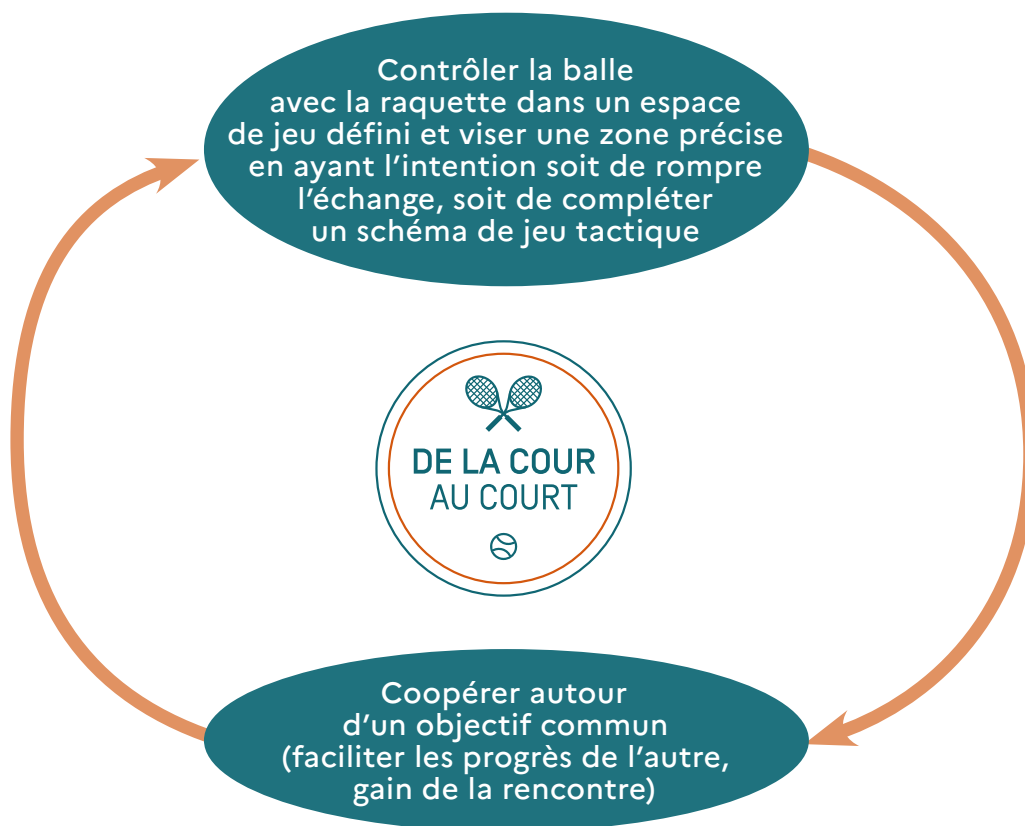 Contrôler la balle
avec la raquette dans un espace
de jeu défini et viser une zone précise
en ayant l’intention soit de rompre
l’échange, soit de compléter
un schéma de jeu tactique
DE LA COUR
AU COURT
Coopérer autour
d’un objectif commun
(faciliter les progrès de l’autre,
gain de la rencontre)